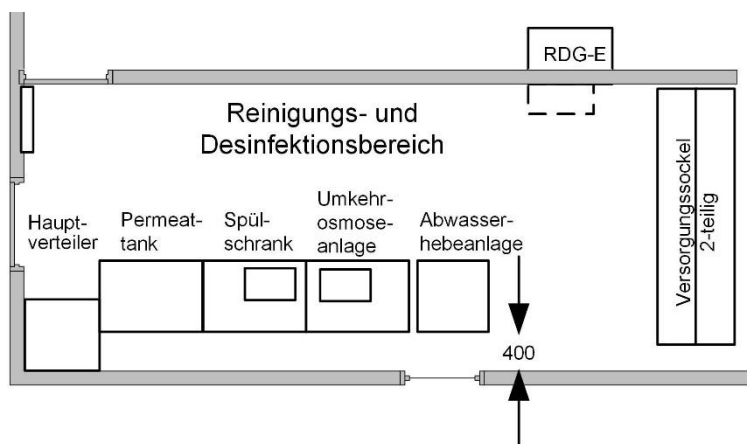 RDG-E
Reinigungs- und
Desinfektionsbereich
Haupt-
verteiler
Permeat-
tank
Spül-
schrank
Umkehr-
osmose-
anlage
Abwasser-
hebeanlage
Versorgungssockel
2-teilig
400